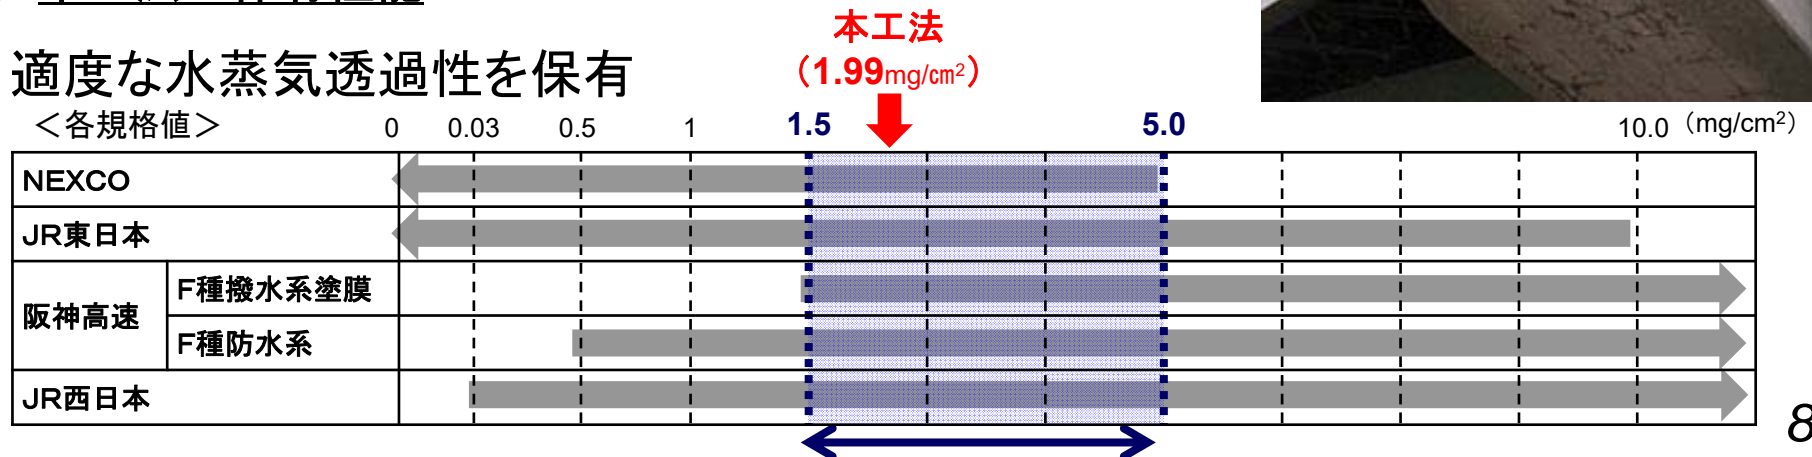 適度な水蒸気透過性を保有
本工法
（1.99mg/cm²）
＜各規格値＞ 0 0.03 0.5 1 1.5 5.0 10.0（mg/cm²）
NEXCO
JR東日本
阪神高速
F種撥水系塗膜
F種防水系
JR西日本
8